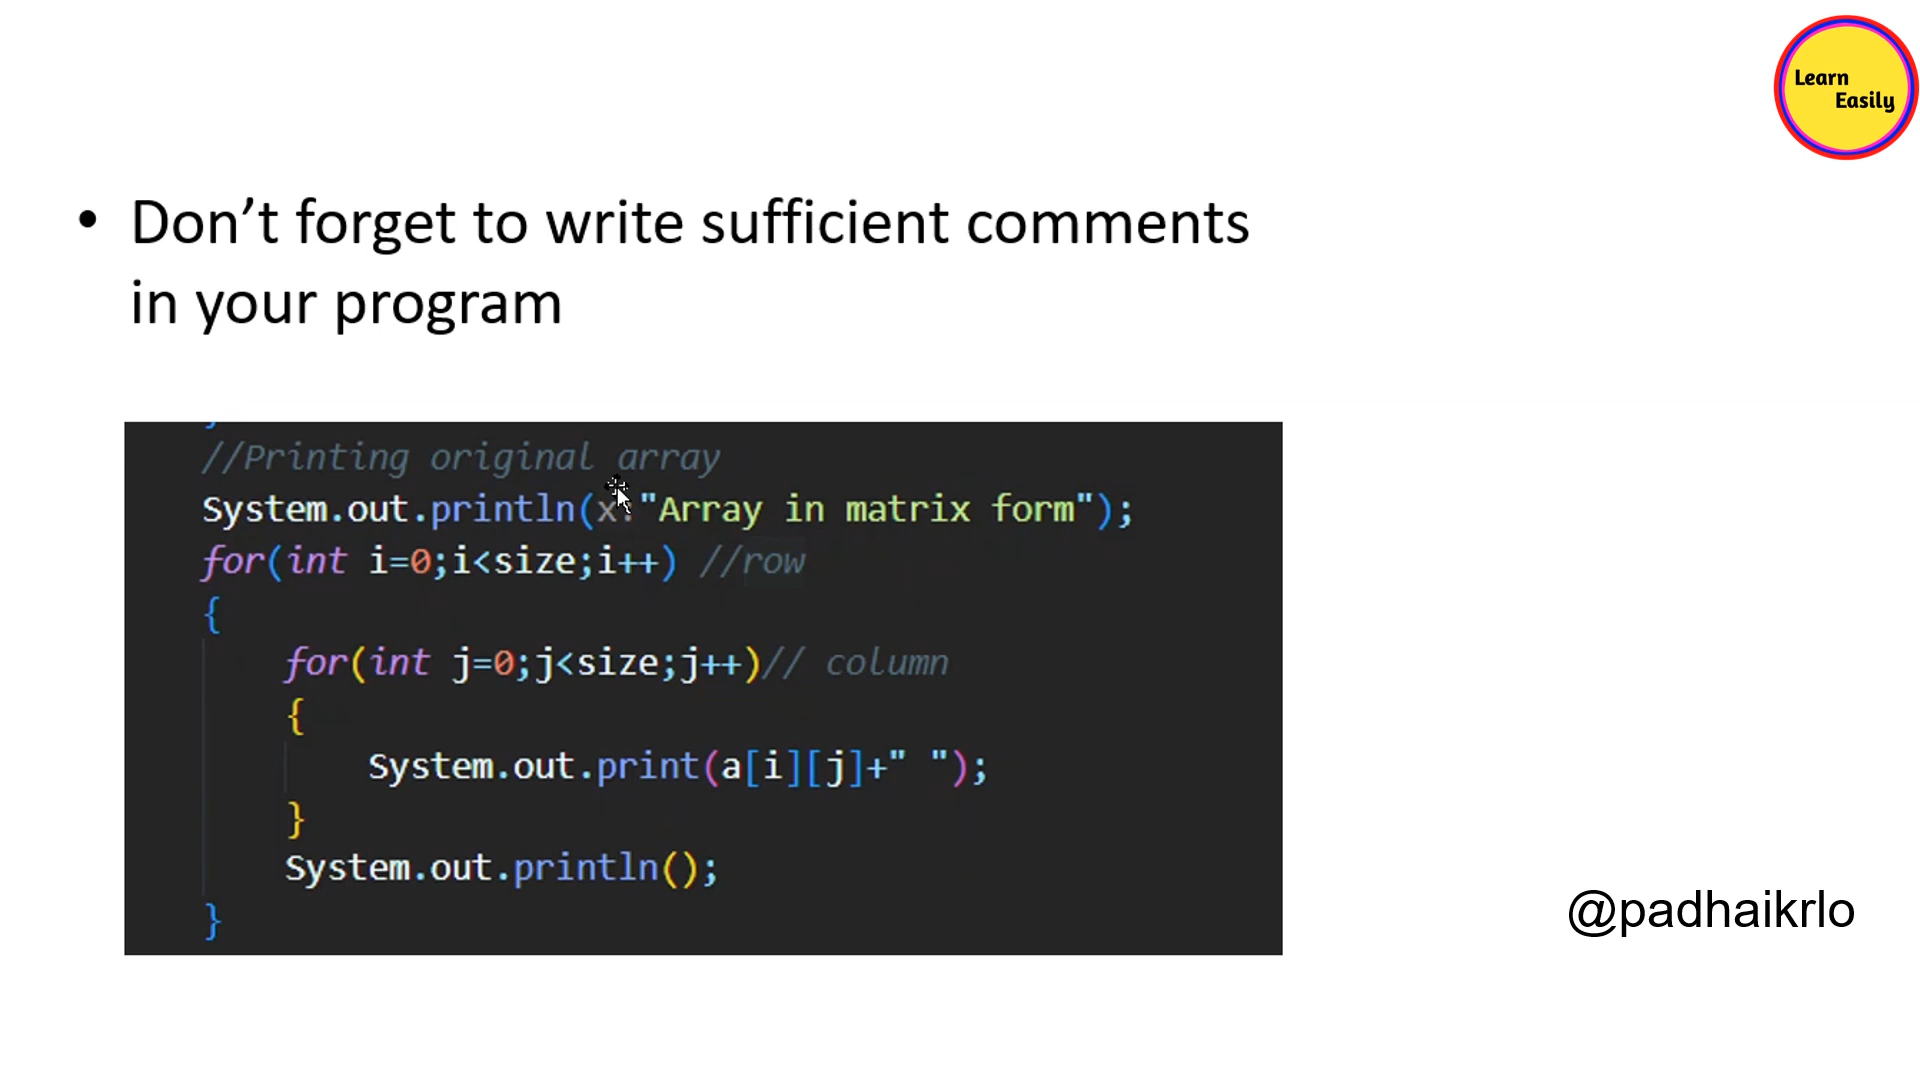 Learn
Easily
• Don’t forget to write sufficient comments
in your program
//Printing original array
System.out.println(x:"Array in matrix form");
for(int i=0;i<size;i++) //row
{
for(int j=0;j<size;j++)// column
{
System.out.print(a[i][j]+" ");
}
System.out.println();
}
@padhaikrlo